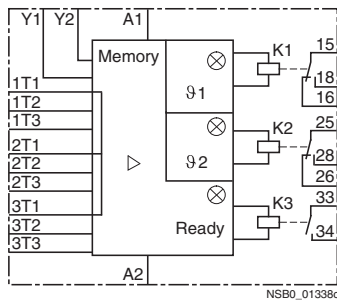 Y1 Y2 A1
K1 15
Memory
ϑ1
18
16
1T1
1T2
1T3
K2 25
2T1
2T2
2T3
ϑ2
28
26
3T1
3T2
3T3
K3 33
Ready
34
A2
NSB0_01338c